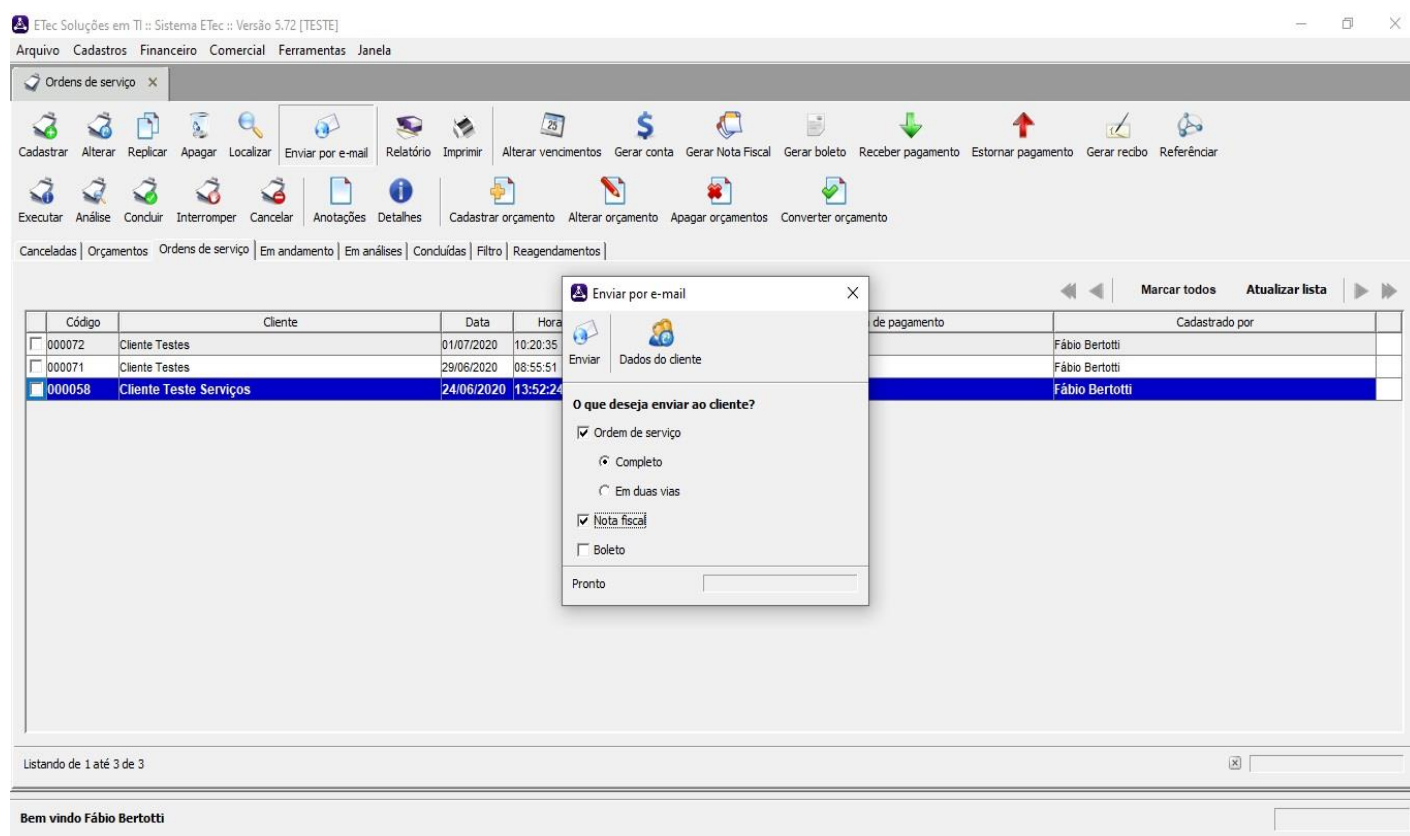 ETec Soluções em TI :: Sistema ETec :: Versão 5.72 [TESTE]
Arquivo Cadastros Financeiro Comercial Ferramentas Janela
Ordens de serviço
Cadastrar Alterar Replicar Apagar Localizar Enviar por e-mail Relatório Imprimir Alterar vencimentos Gerar conta Gerar Nota Fiscal Gerar boleto Receber pagamento Estornar pagamento Gerar recibo Referênciar
Executar Análise Concluir Interromper Cancelar Anotações Detalhes Cadastrar orçamento Alterar orçamento Apagar orçamentos Converter orçamento
Canceladas Orçamentos Ordens de serviço Em andamento Em análises Concluídas Filtro Reagendamentos
Marcar todos Atualizar lista
Código Cliente Data Hora de pagamento Cadastrado por
000072 Cliente Testes 01/07/2020 10:20:35 Fábio Bertotti
000071 Cliente Testes 29/06/2020 08:55:51 Fábio Bertotti
000058 Cliente Teste Serviços 24/06/2020 13:52:24 Fábio Bertotti
Enviar por e-mail
Enviar Dados do cliente
O que deseja enviar ao cliente?
Ordem de serviço
Completo
Em duas vias
Nota fiscal
Boleto
Pronto
Listando de 1 até 3 de 3
Bem vindo Fábio Bertotti